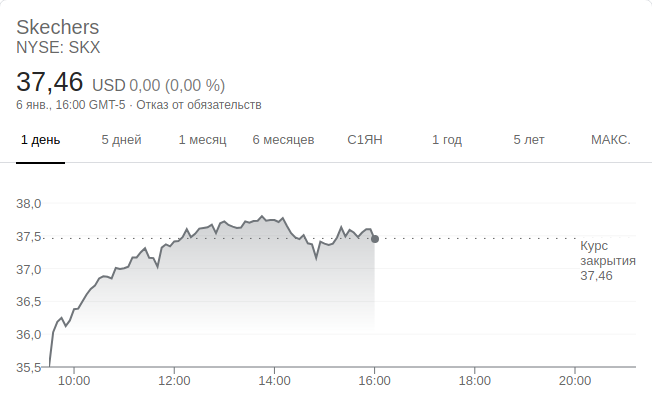 Skechers
NYSE: SKX
37,46 USD 0,00 (0,00 %)
6 янв., 16:00 GMT-5 · Отказ от обязательств
1 день 5 дней 1 месяц 6 месяцев С1ЯН 1 год 5 лет МАКС.
38,0
37,5
Курс
закрытия
37,46
37,0
36,5
36,0
35,5
10:00 12:00 14:00 16:00 18:00 20:00